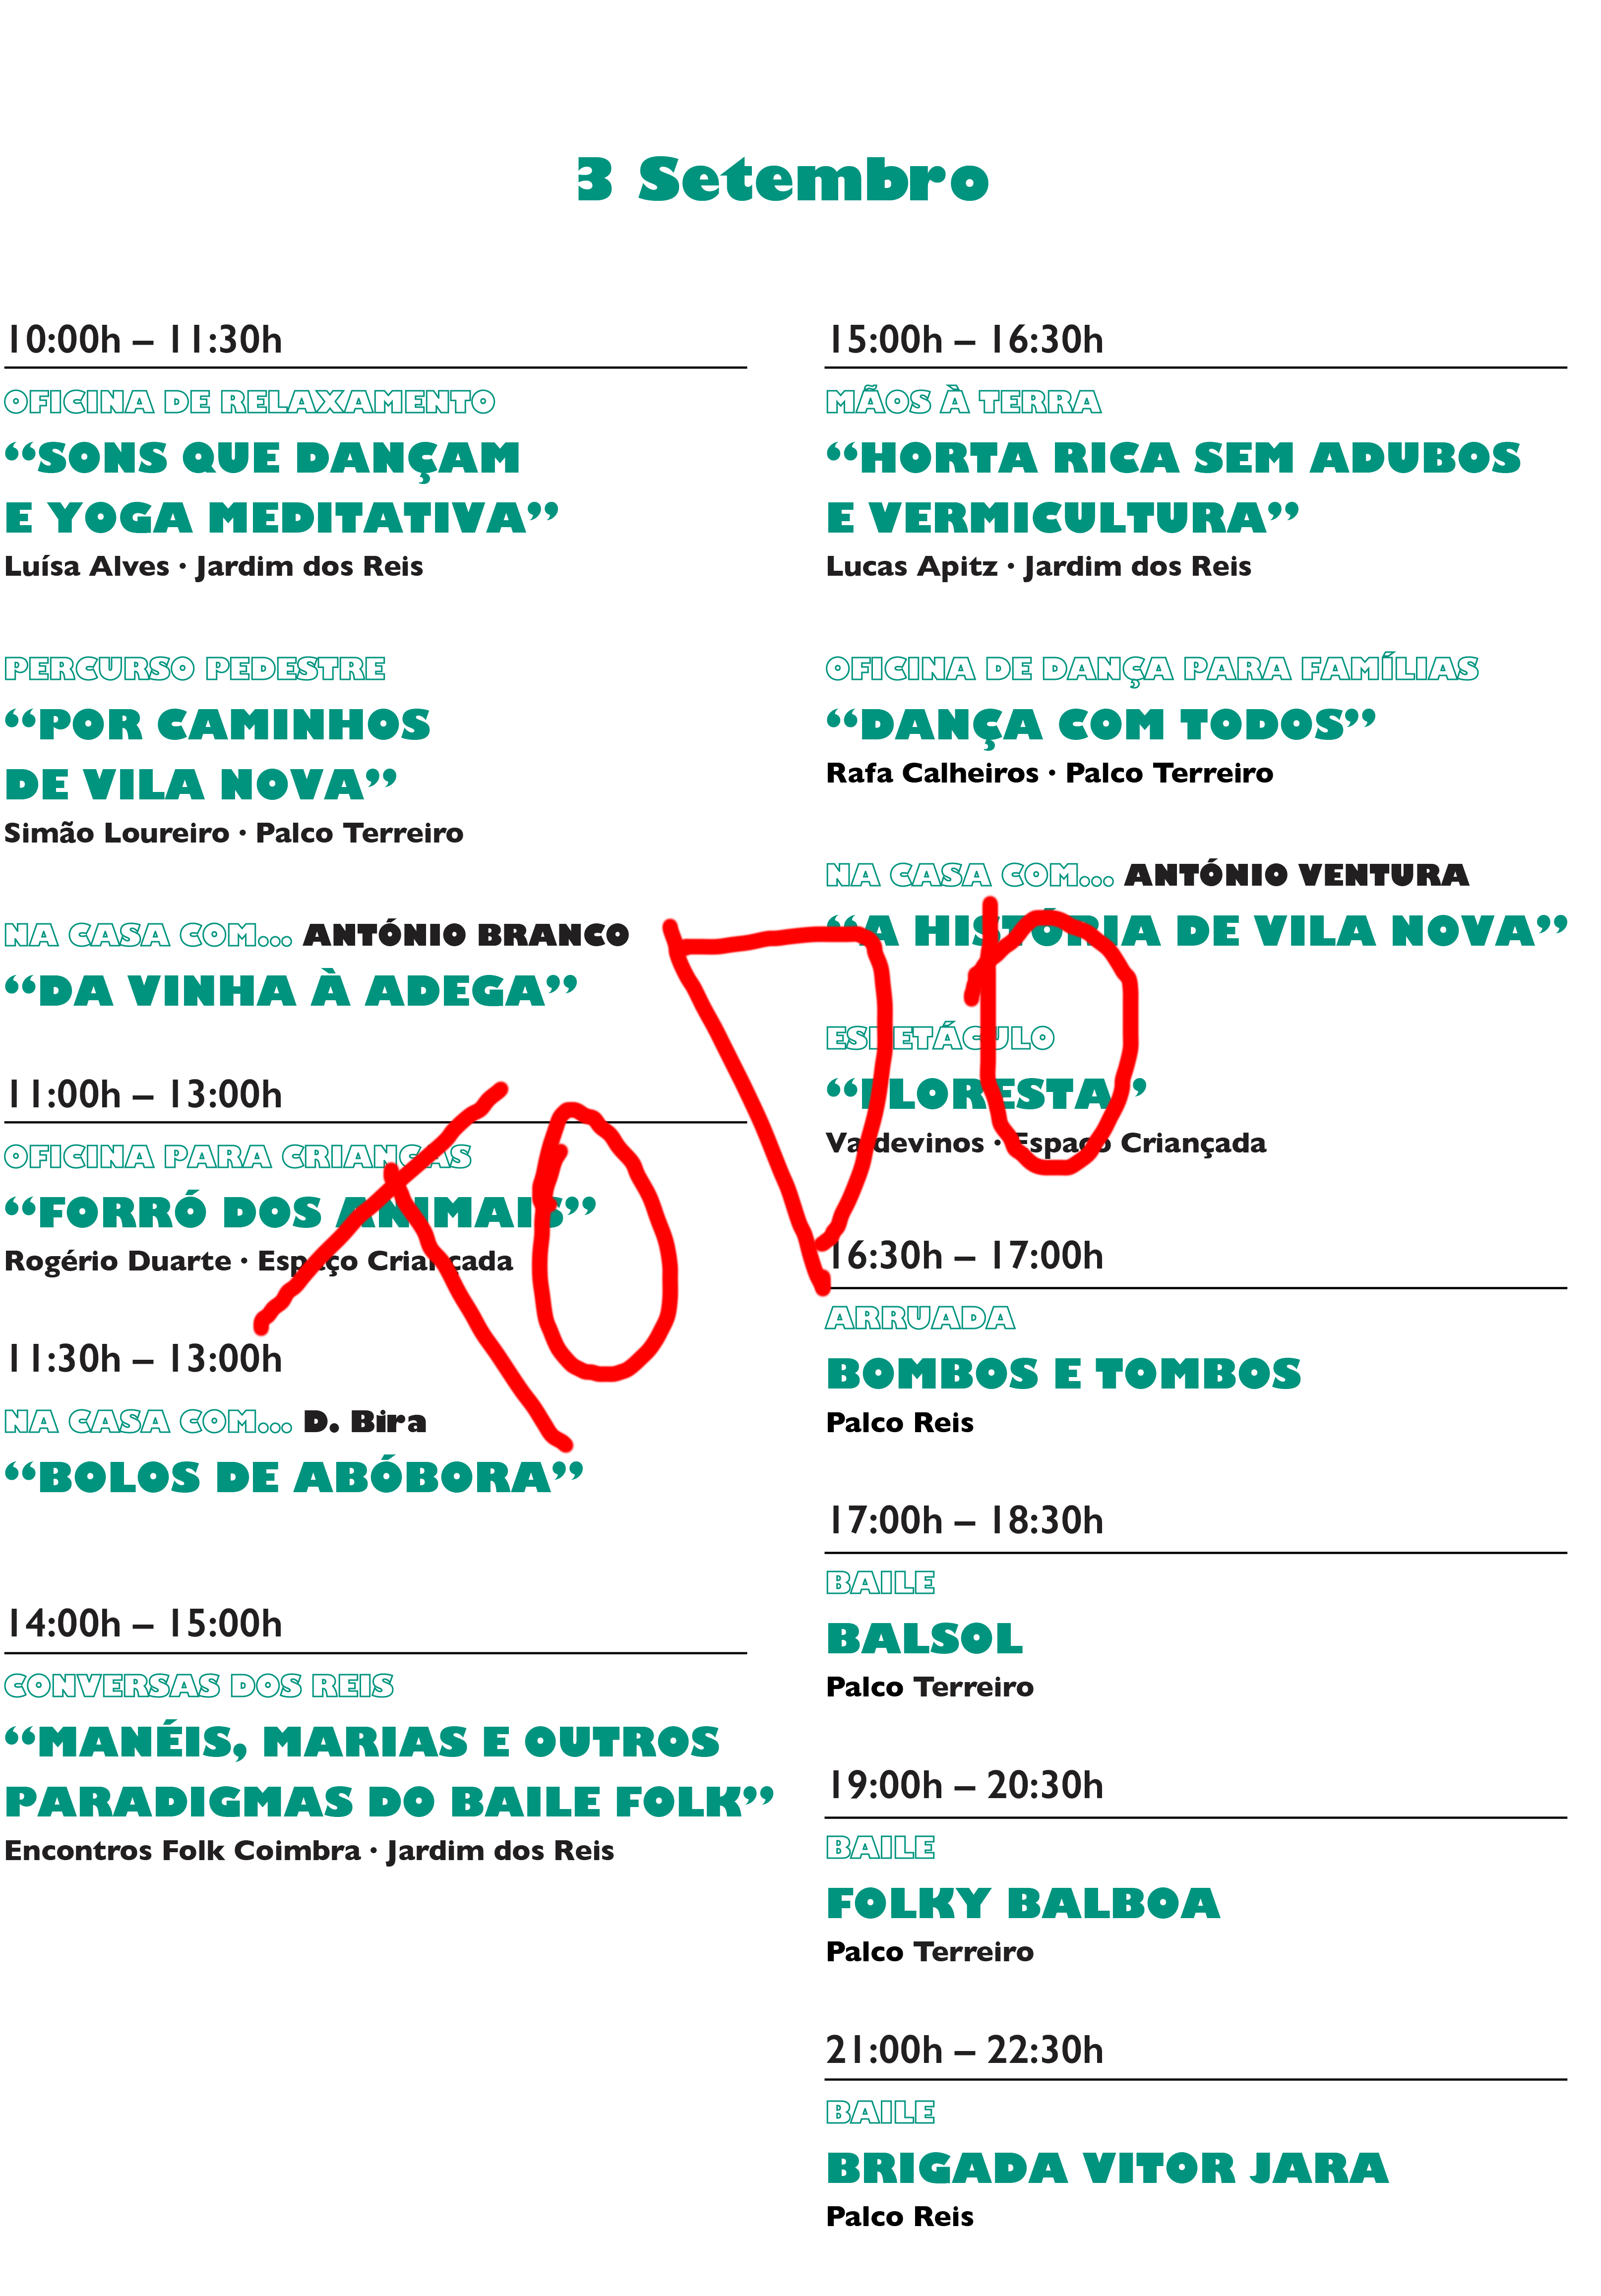 3 Setembro
10:00h – 11:30h
OFICINA DE RELAXAMENTO
“SONS QUE DANÇAM
E YOGA MEDITATIVA”
Luísa Alves · Jardim dos Reis
PERCURSO PEDESTRE
“POR CAMINHOS
DE VILA NOVA”
Simão Loureiro · Palco Terreiro
NA CASA COM... ANTÓNIO BRANCO
“DA VINHA À ADEGA”
11:00h – 13:00h
OFICINA PARA CRIANÇAS
“FORRÓ DOS ANIMAIS”
Rogério Duarte · Espaço Criançada
11:30h – 13:00h
NA CASA COM... D. Bira
“BOLOS DE ABÓBORA”
14:00h – 15:00h
CONVERSAS DOS REIS
“MANÉIS, MARIAS E OUTROS
PARADIGMAS DO BAILE FOLK”
Encontros Folk Coimbra · Jardim dos Reis
15:00h – 16:30h
MÃOS À TERRA
“HORTA RICA SEM ADUBOS
E VERMICULTURA”
Lucas Apitz · Jardim dos Reis
OFICINA DE DANÇA PARA FAMÍLIAS
“DANÇA COM TODOS”
Rafa Calheiros · Palco Terreiro
NA CASA COM... ANTÓNIO VENTURA
“A HISTÓRIA DE VILA NOVA”
ESPETÁCULO
“FLORESTA”
Valdevinos · Espaço Criançada
16:30h – 17:00h
ARRUADA
BOMBOS E TOMBOS
Palco Reis
17:00h – 18:30h
BAILE
BALSOL
Palco Terreiro
19:00h – 20:30h
BAILE
FOLKY BALBOA
Palco Terreiro
21:00h – 22:30h
BAILE
BRIGADA VITOR JARA
Palco Reis
TODO